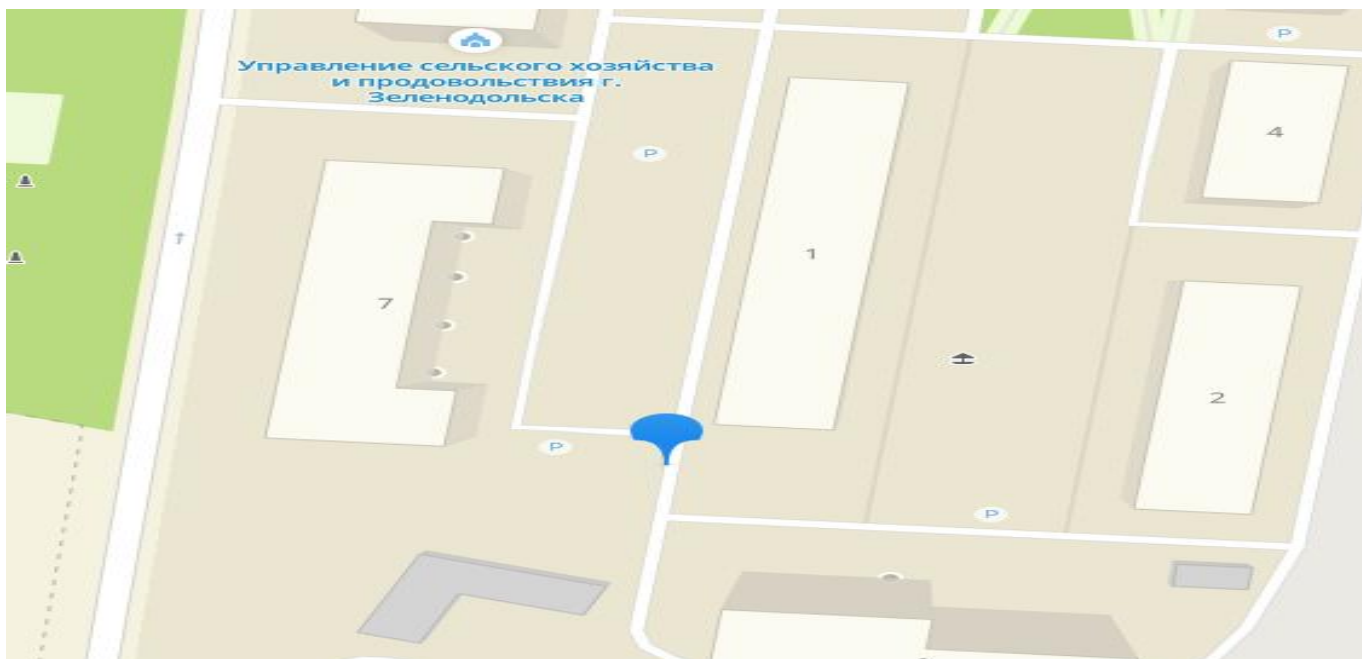 P
Управление сельского хозяйства
и продовольствия г.
Зеленодольска
P
4
1
7
2
P
P